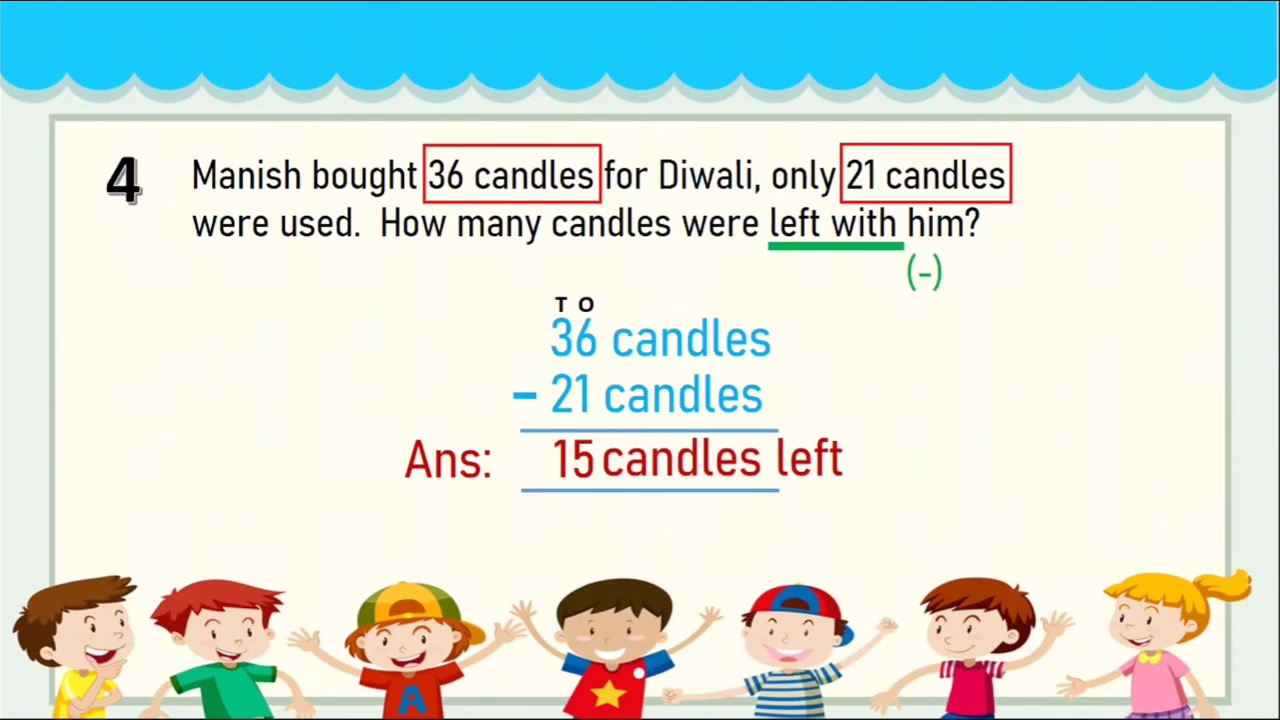 4 Manish bought 36 candles for Diwali, only 21 candles
were used. How many candles were left with him?
(-)
T O
36 candles
- 21 candles
Ans: 15 candles left
A